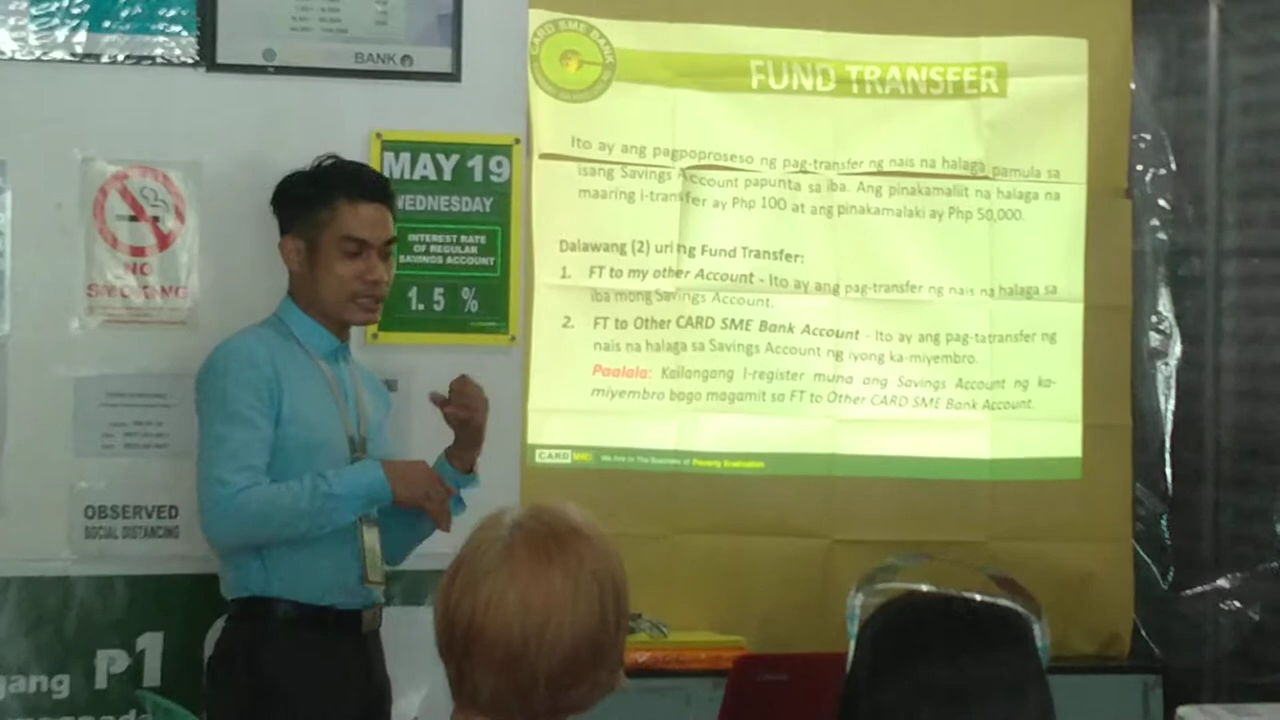 BANK
NO
SMOKING
OBSERVED
SOCIAL DISTANCING
gang P1
MAY 19
WEDNESDAY
INTEREST RATE
OF REGULAR
SAVINGS ACCOUNT
1.5 %
CARD SME BANK
FUND TRANSFER
Ito ay ang pagpoproseso ng pag-transfer ng nais na halaga pamula sa
isang Savings Account papunta sa iba. Ang pinakamaliit na halaga na
maaring i-transfer ay Php 100 at ang pinakamalaki ay Php 50,000.
Dalawang (2) uri ng Fund Transfer:
1. FT to my other Account - Ito ay ang pag-transfer ng nais na halaga sa
iba mong Savings Account.
2. FT to Other CARD SME Bank Account - Ito ay ang pag-tatransfer ng
nais na halaga sa Savings Account ng iyong ka-miyembro.
Paalala: Kailangang I-register muna ang Savings Account ng ka-
miyembro bago magamit sa FT to Other CARD SME Bank Account.
CARD MRI We Are In The Business of Poverty Eradication